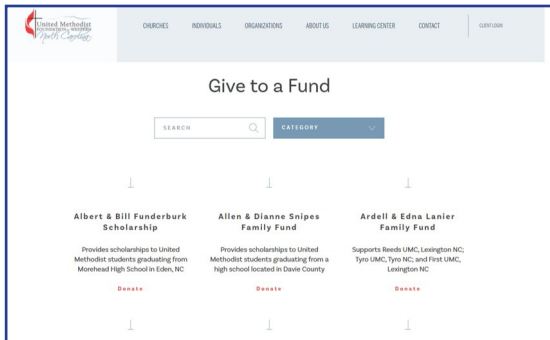 United Methodist
FOUNDATION of WESTERN
North Carolina
CHURCHES INDIVIDUALS ORGANIZATIONS ABOUT US LEARNING CENTER CONTACT CLIENT LOGIN
Give to a Fund
SEARCH CATEGORY
Albert & Bill Funderburk
Scholarship
Provides scholarships to United
Methodist students graduating from
Morehead High School in Eden, NC
Donate
Allen & Dianne Snipes
Family Fund
Provides scholarships to United
Methodist students graduating from a
high school located in Davie County
Donate
Ardell & Edna Lanier
Family Fund
Supports Reeds UMC, Lexington NC;
Tyro UMC, Tyro NC; and First UMC,
Lexington NC
Donate